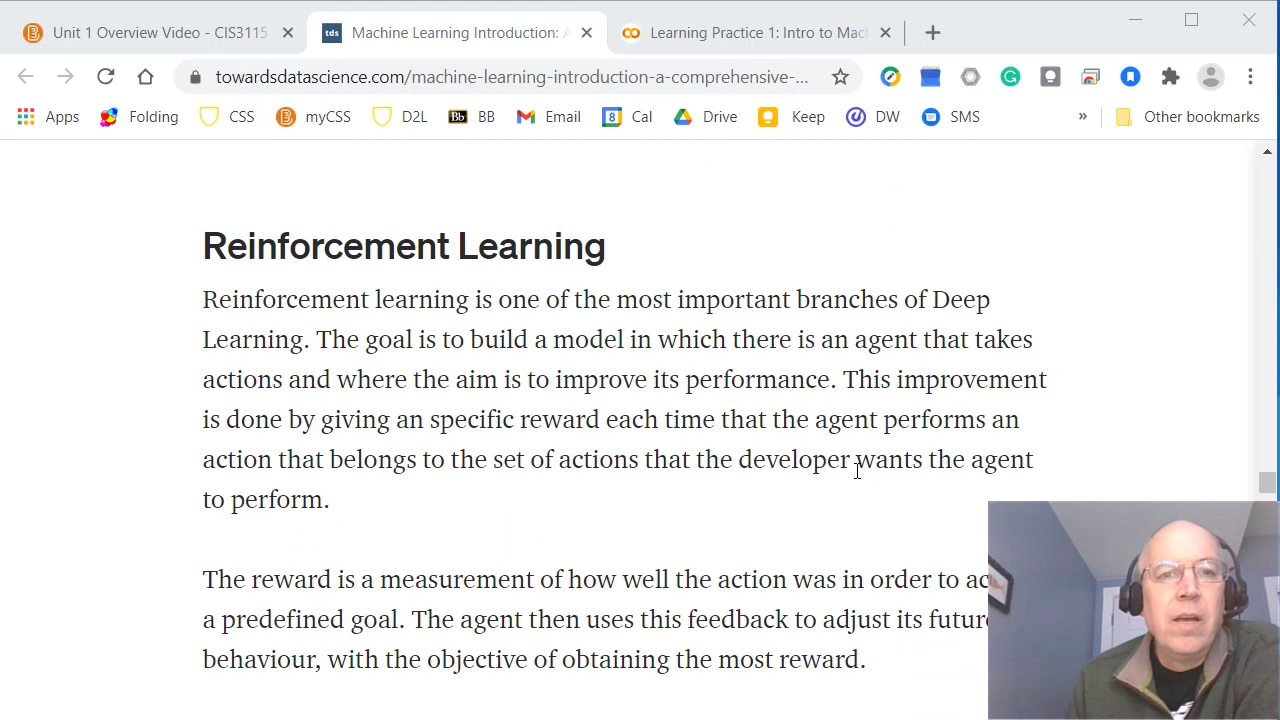 Unit 1 Overview Video - CIS3115
tds Machine Learning Introduction:
Learning Practice 1: Intro to Mac
towardsdatascience.com/machine-learning-introduction-a-comprehensive-...
Apps Folding CSS myCSS D2L Bb BB Email 8 Cal Drive Keep DW SMS » Other bookmarks
Reinforcement Learning
Reinforcement learning is one of the most important branches of Deep
Learning. The goal is to build a model in which there is an agent that takes
actions and where the aim is to improve its performance. This improvement
is done by giving an specific reward each time that the agent performs an
action that belongs to the set of actions that the developer wants the agent
to perform.
The reward is a measurement of how well the action was in order to ac
a predefined goal. The agent then uses this feedback to adjust its future
behaviour, with the objective of obtaining the most reward.